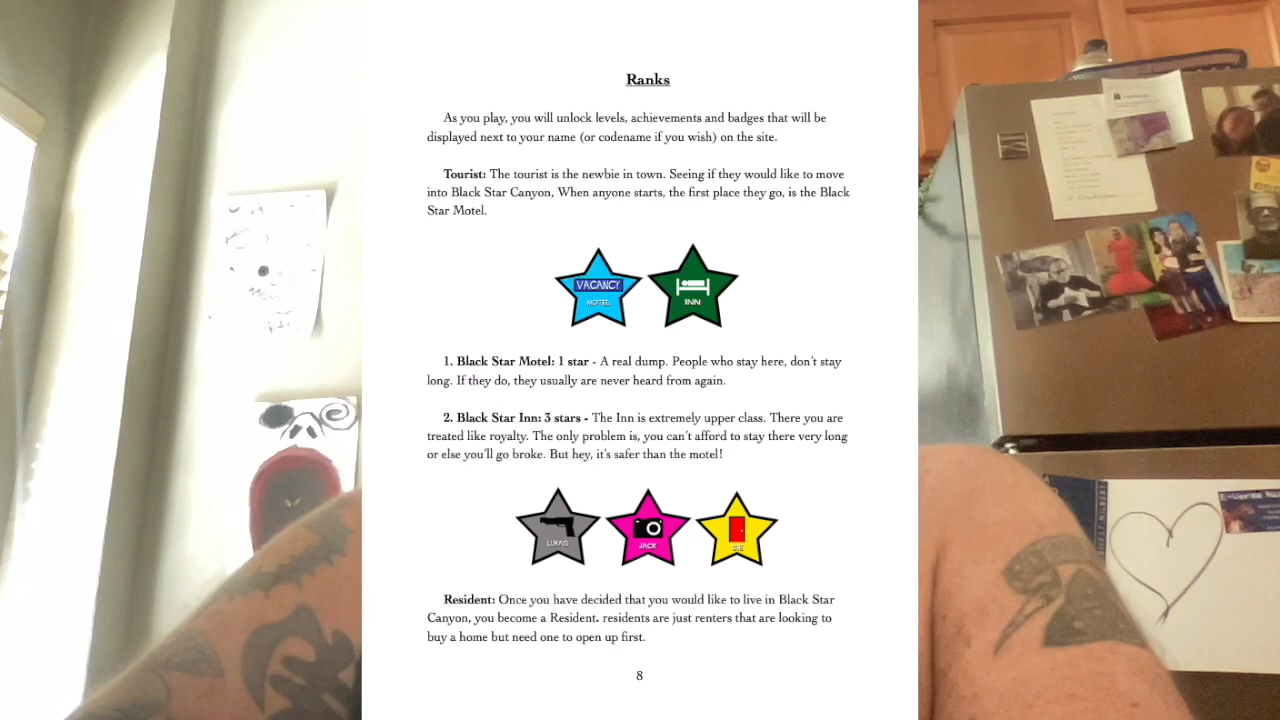 Ranks
As you play, you will unlock levels, achievements and badges that will be
displayed next to your name (or codename if you wish) on the site.
Tourist: The tourist is the newbie in town. Seeing if they would like to move
into Black Star Canyon, When anyone starts, the first place they go, is the Black
Star Motel.
VACANCY
MOTEL
INN
1. Black Star Motel: 1 star - A real dump. People who stay here, don't stay
long. If they do, they usually are never heard from again.
2. Black Star Inn: 3 stars - The Inn is extremely upper class. There you are
treated like royalty. The only problem is, you can't afford to stay there very long
or else you'll go broke. But hey, it's safer than the motel!
LUKAS
JACK
Resident: Once you have decided that you would like to live in Black Star
Canyon, you become a Resident. residents are just renters that are looking to
buy a home but need one to open up first.
8